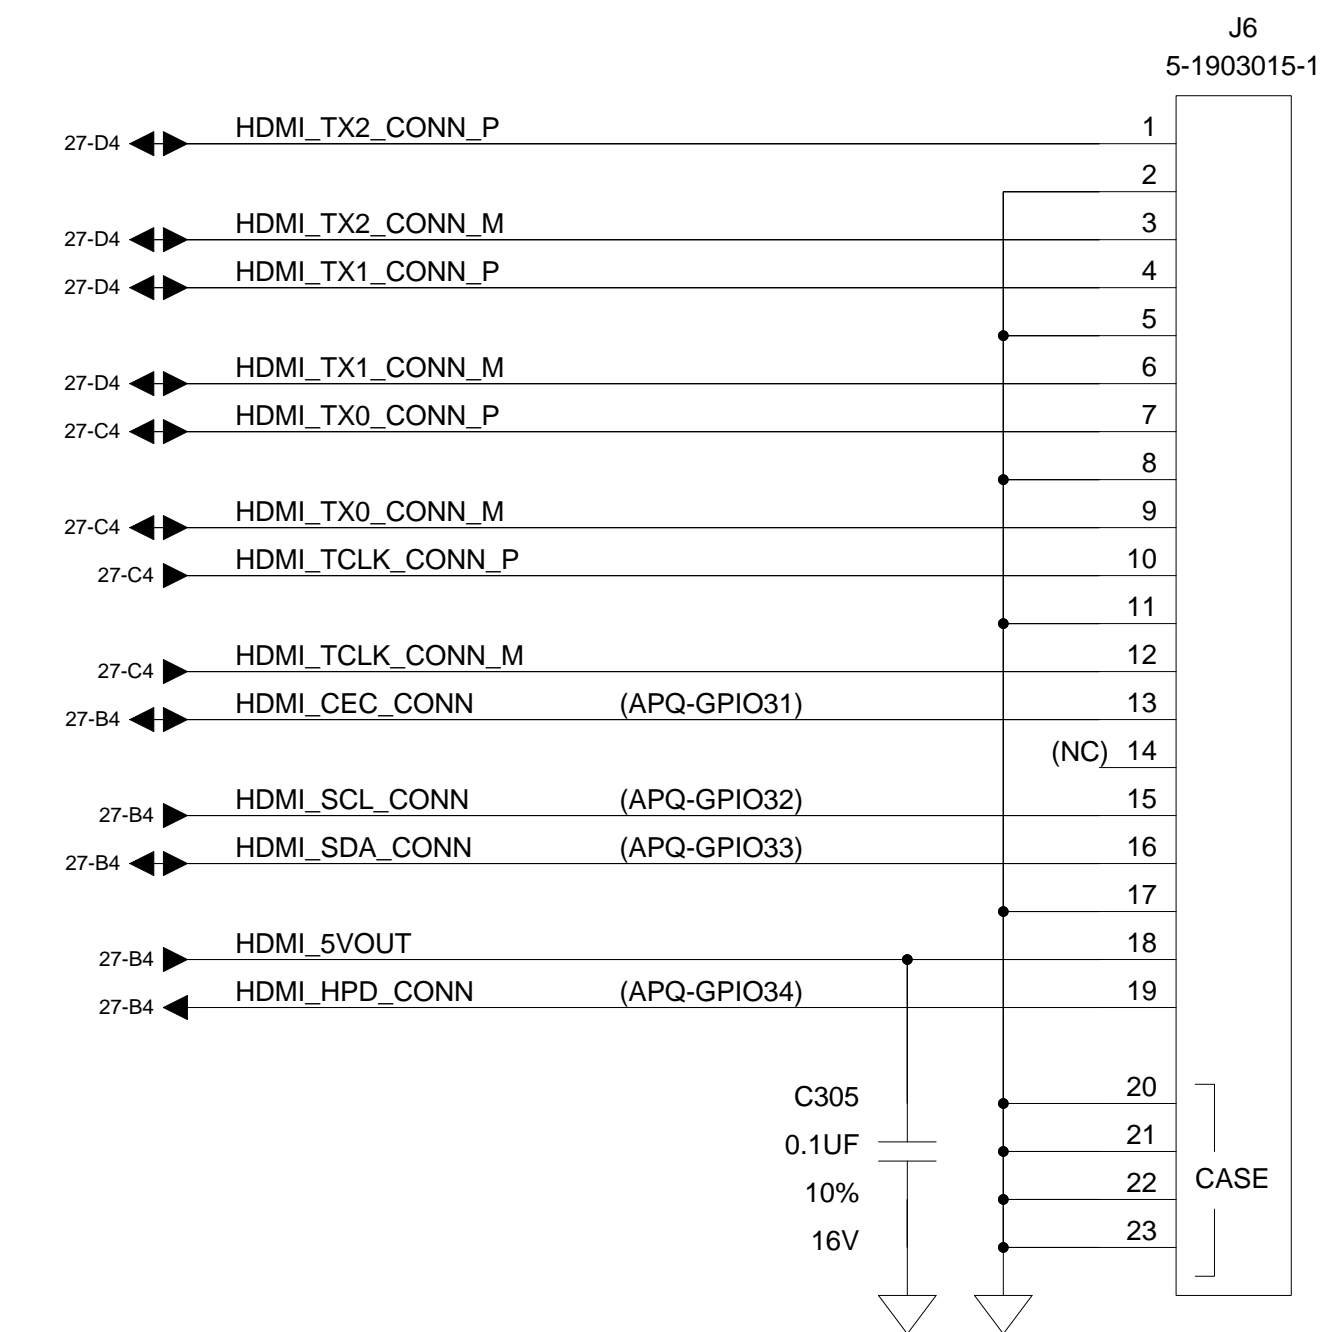 J6
5-1903015-1
27-D4 HDMI_TX2_CONN_P 1
2
27-D4 HDMI_TX2_CONN_M 3
27-D4 HDMI_TX1_CONN_P 4
5
27-D4 HDMI_TX1_CONN_M 6
27-C4 HDMI_TX0_CONN_P 7
8
27-C4 HDMI_TX0_CONN_M 9
27-C4 HDMI_TCLK_CONN_P 10
11
27-C4 HDMI_TCLK_CONN_M 12
27-B4 HDMI_CEC_CONN (APQ-GPIO31) 13
(NC) 14
27-B4 HDMI_SCL_CONN (APQ-GPIO32) 15
27-B4 HDMI_SDA_CONN (APQ-GPIO33) 16
17
27-B4 HDMI_5VOUT 18
27-B4 HDMI_HPD_CONN (APQ-GPIO34) 19
C305 20
0.1UF 21
10% 22 CASE
16V 23